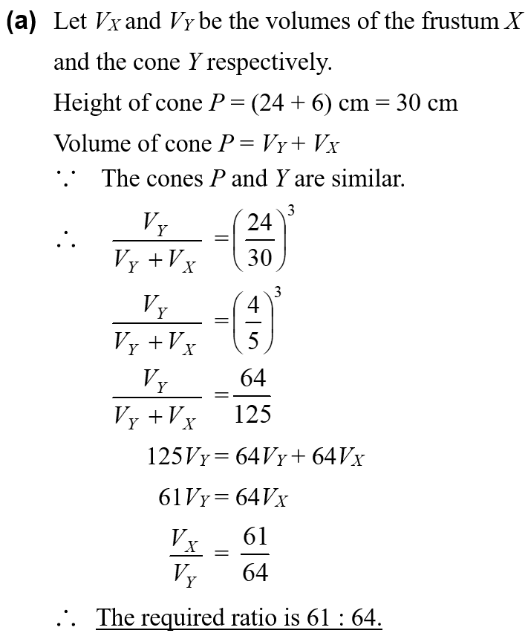 (a) Let V_X and V_Y be the volumes of the frustum X
and the cone Y respectively.
Height of cone P = (24 + 6) cm = 30 cm
Volume of cone P = V_Y + V_X
∵ The cones P and Y are similar.
∴ V_Y / (V_Y + V_X) = (24/30)^3
V_Y / (V_Y + V_X) = (4/5)^3
V_Y / (V_Y + V_X) = 64/125
125V_Y = 64V_Y + 64V_X
61V_Y = 64V_X
V_X / V_Y = 61/64
∴ The required ratio is 61 : 64.